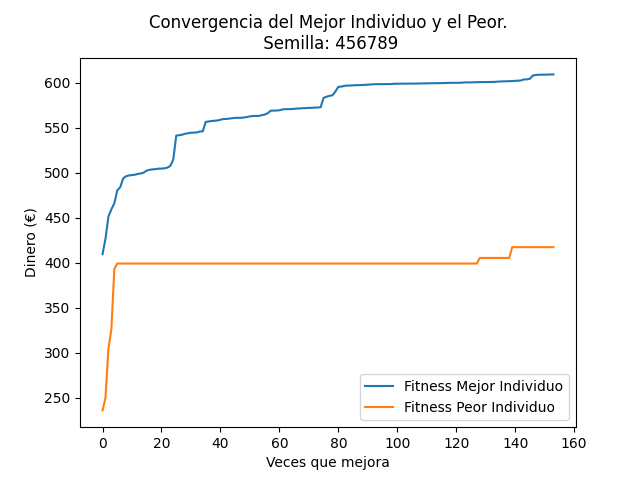 Convergencia del Mejor Individuo y el Peor.
Semilla: 456789
Dinero (€)
600
550
500
450
400
350
300
250
0 20 40 60 80 100 120 140 160
Veces que mejora
Fitness Mejor Individuo
Fitness Peor Individuo